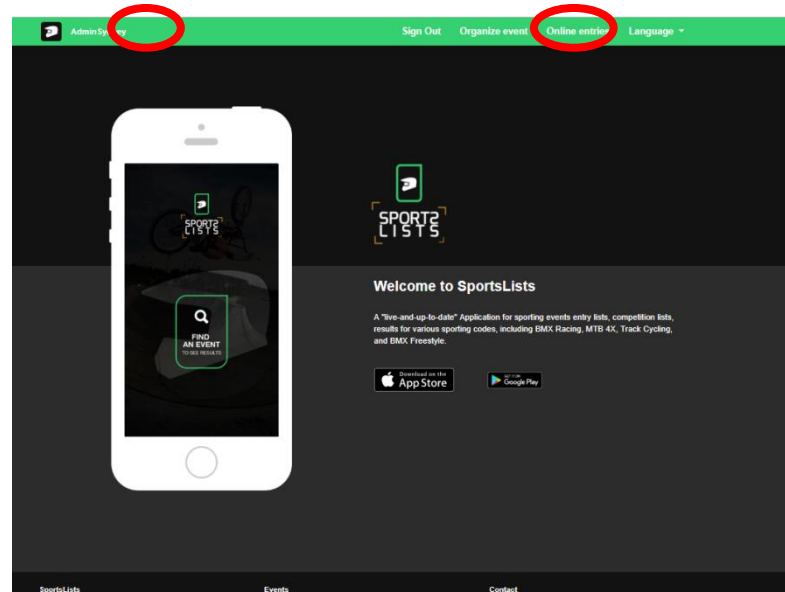 Admin Sydney
Sign Out Organize event Online entries Language
SPORTS
LISTS
FIND
AN EVENT
TO SEE RESULTS
SPORTS
LISTS
Welcome to SportsLists
A "live-and-up-to-date" Application for sporting events entry lists, competition lists,
results for various sporting codes, including BMX Racing, MTB 4X, Track Cycling,
and BMX Freestyle.
Download on the
App Store
GET IT ON
Google Play
SportsLists Events Contact